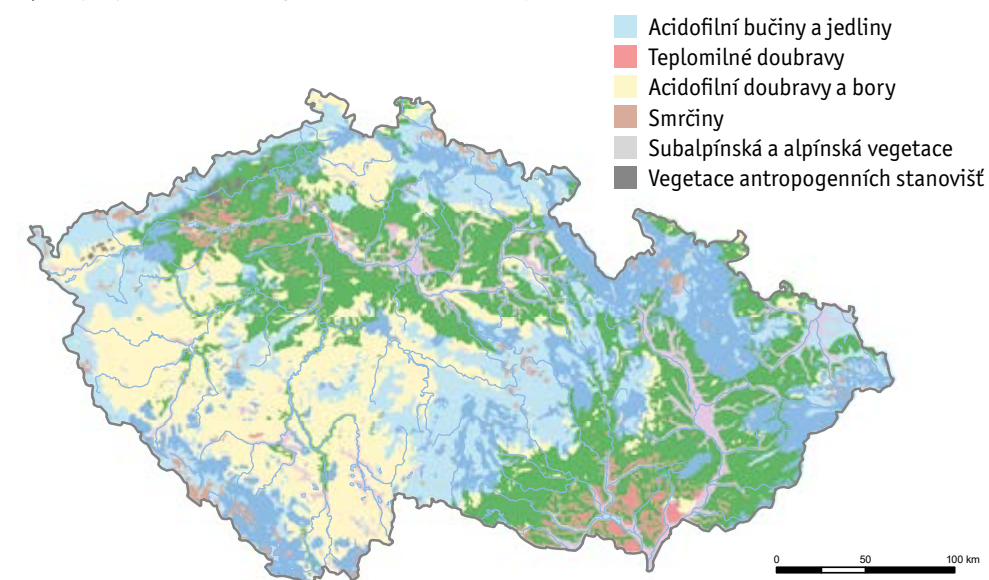 Acidofilní bučiny a jedliny
Teplomilné doubravy
Acidofilní doubravy a bory
Smrčiny
Subalpínská a alpínská vegetace
Vegetace antropogenních stanovišť
0 50 100 km